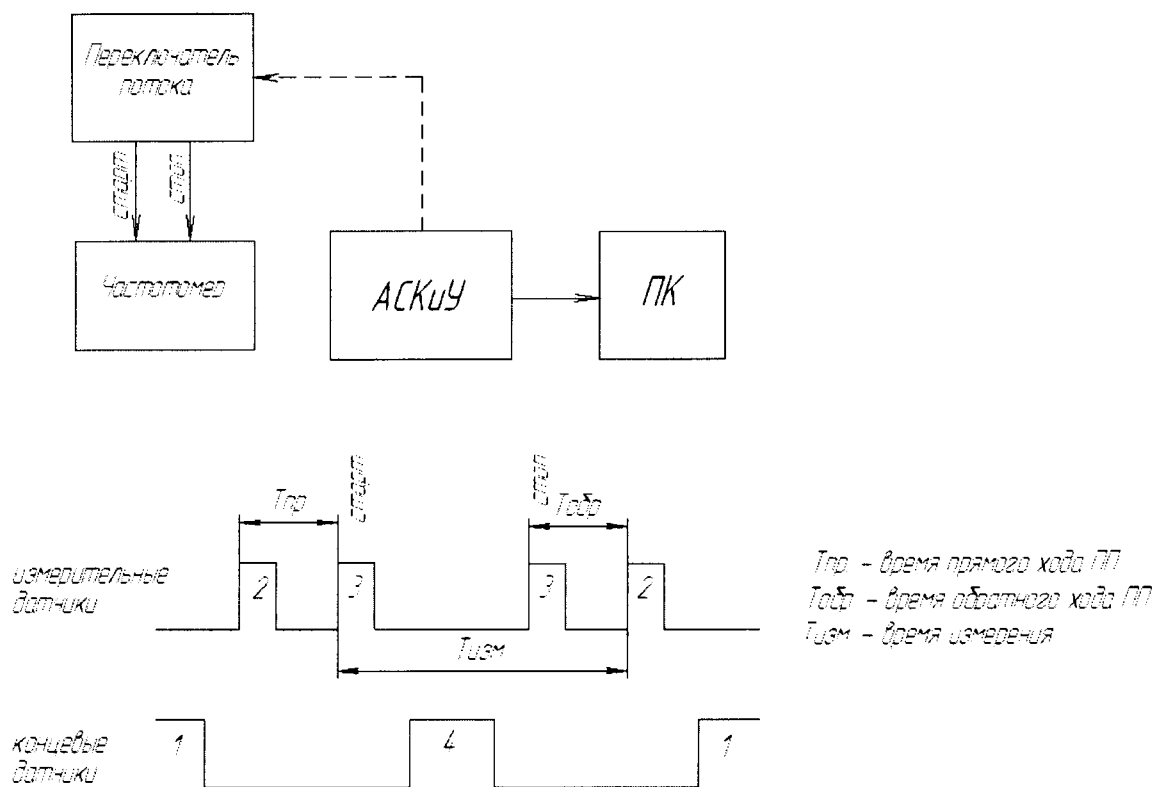 Переключатель
потока
старт
стоп
Частотомер
АСКиУ
ПК
старт
стоп
Тпр
Тобр
измерительные
датчики
2
3
3
2
Тизм
Тпр - время прямого хода ПП
Тобр - время обратного хода ПП
Тизм - время измерения
концевые
датчики
1
4
1